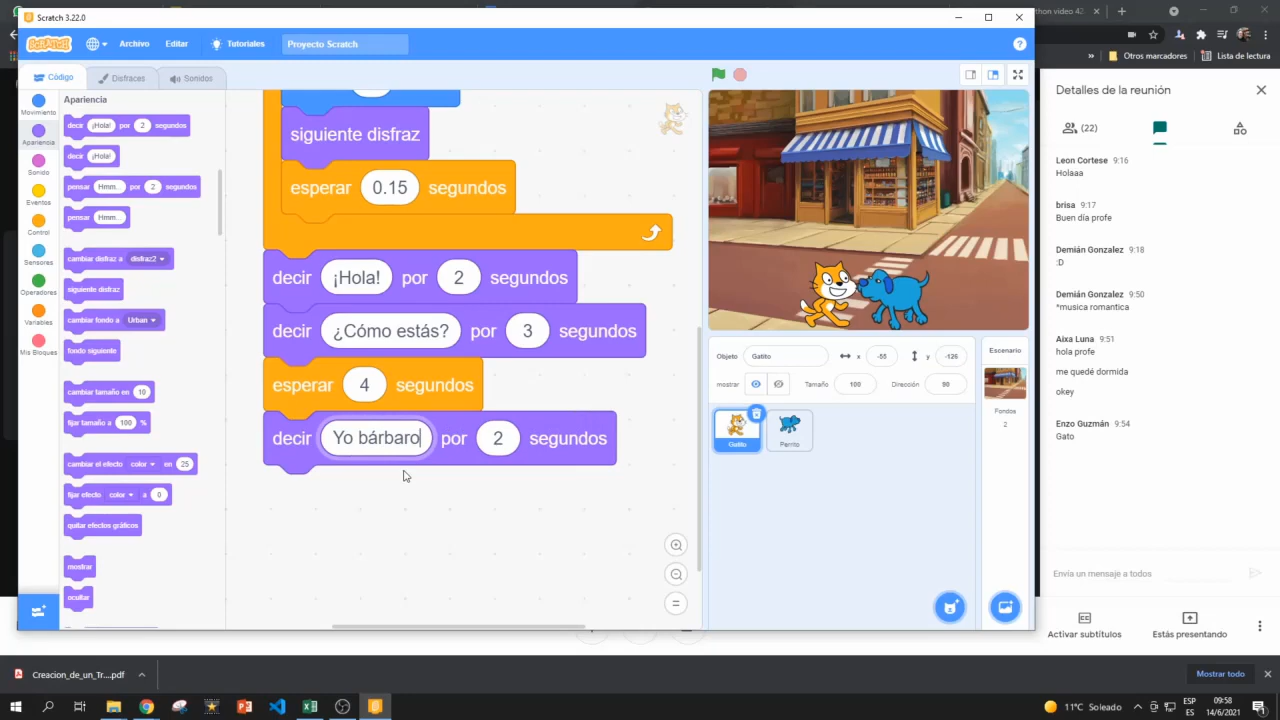 Scratch 3.22.0
SCRATCH
Archivo
Editar
Tutoriales
Proyecto Scratch
Código
Disfraces
Sonidos
Movimiento
Apariencia
Sonido
Eventos
Control
Sensores
Operadores
Variables
Mis Bloques
Apariencia
decir ¡Hola! por 2 segundos
decir ¡Hola!
pensar Hmm... por 2 segundos
pensar Hmm...
cambiar disfraz a disfraz2
siguiente disfraz
cambiar fondo a Urban
fondo siguiente
cambiar tamaño en 10
fijar tamaño a 100 %
cambiar el efecto color en 25
fijar efecto color a 0
quitar efectos gráficos
mostrar
ocultar
siguiente disfraz
esperar 0.15 segundos
decir ¡Hola! por 2 segundos
decir ¿Cómo estás? por 3 segundos
esperar 4 segundos
decir Yo bárbaro por 2 segundos
Objeto Gatito x -55 y -126
mostrar Tamaño 100 Dirección 90
Gatito
Perrito
Escenario
Fondos
2
ython video 43
» Otros marcadores Lista de lectura
Detalles de la reunión
(22)
Leon Cortese 9:16
Holaaa
brisa 9:17
Buen día profe
Demián Gonzalez 9:18
:D
Demián Gonzalez 9:50
*musica romantica
Aixa Luna 9:51
hola profe
me quedé dormida
okey
Enzo Guzmán 9:54
Gato
Envía un mensaje a todos
Activar subtítulos
Estás presentando
Creacion_de_un_Tr....pdf
Mostrar todo
11°C Soleado
ESP
ES
09:58
14/6/2021
1